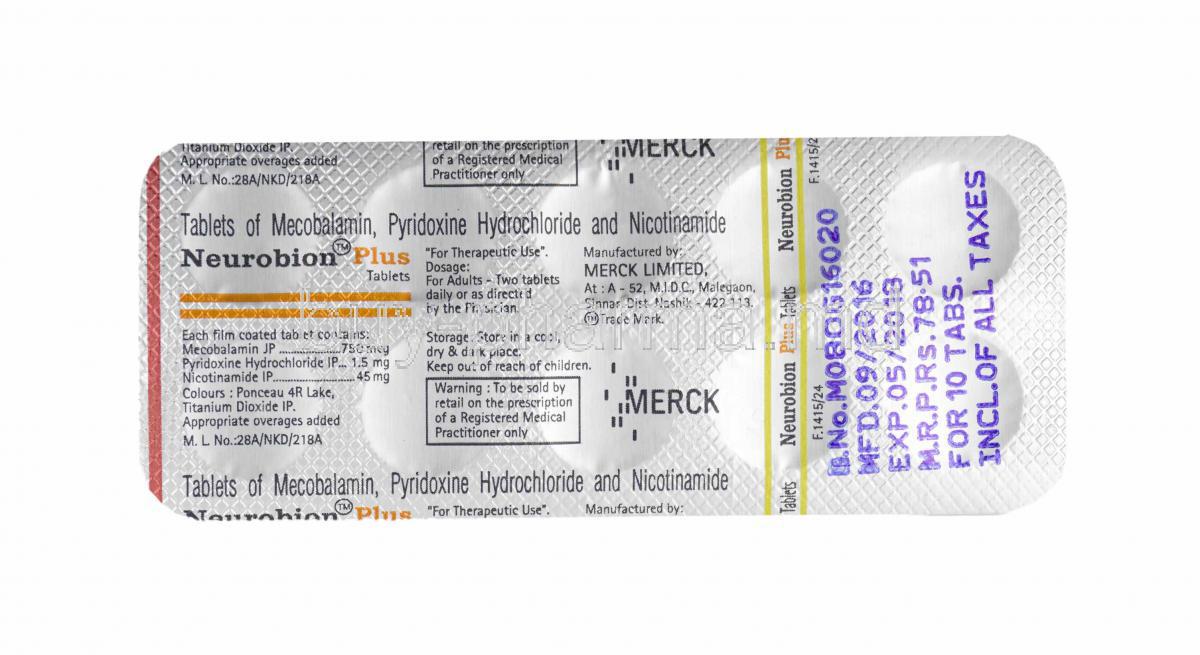 Titanium Dioxide IP.
Appropriate overages added
M. L. No.:28A/NKD/218A
retail on the prescription
of a Registered Medical
Practitioner only
MERCK
Tablets of Mecobalamin, Pyridoxine Hydrochloride and Nicotinamide
Neurobion™ Plus
Tablets
"For Therapeutic Use".
Dosage:
For Adults - Two tablets
daily or as directed
by the Physician.
Manufactured by:
MERCK LIMITED,
At : A - 52, M.I.D.C., Malegaon,
Sinnar, Dist. Nashik - 422 113.
™Trade Mark.
Each film coated tablet contains:
Mecobalamin JP ................750 mcg
Pyridoxine Hydrochloride IP... 1.5 mg
Nicotinamide IP..................... 45 mg
Colours : Ponceau 4R Lake,
Titanium Dioxide IP.
Appropriate overages added
M. L. No.:28A/NKD/218A
Storage: Store in a cool,
dry & dark place.
Keep out of reach of children.
Warning : To be sold by
retail on the prescription
of a Registered Medical
Practitioner only
MERCK
Tablets of Mecobalamin, Pyridoxine Hydrochloride and Nicotinamide
Neurobion™ Plus
"For Therapeutic Use".
Manufactured by:
Tablets
Neurobion Plus Tablets
Neurobion Plu
F.1415/24
F.1415/2
B.No.MOBD0G16020
MFD.09/2016
EXP.05/2018
M.R.P.RS.78·51
FOR 10 TABS.
INCL.OF ALL TAXES